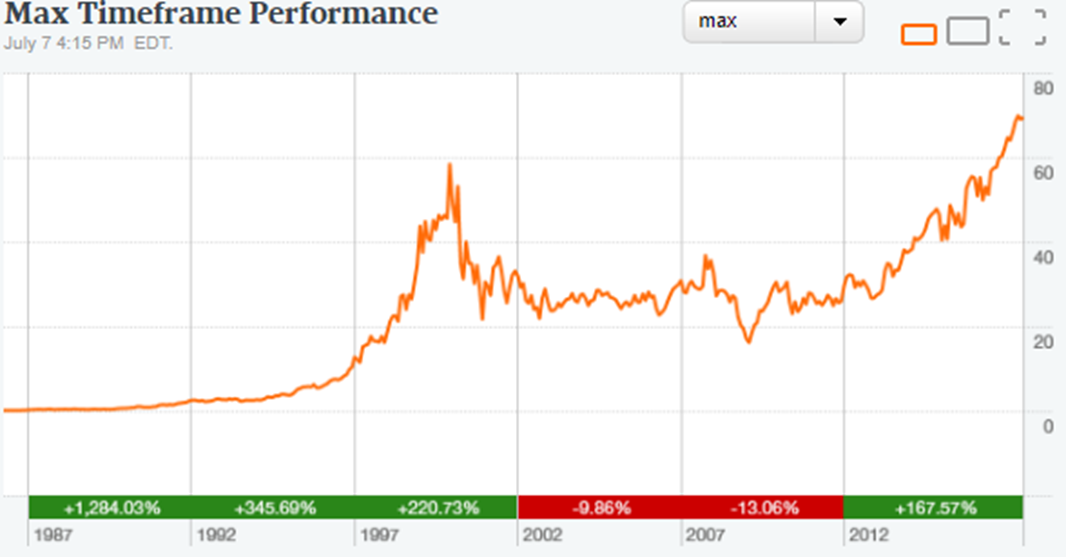 Max Timeframe Performance
July 7 4:15 PM EDT.
max
80
60
40
20
0
+1,284.03% +345.69% +220.73% -9.86% -13.06% +167.57%
1987 1992 1997 2002 2007 2012